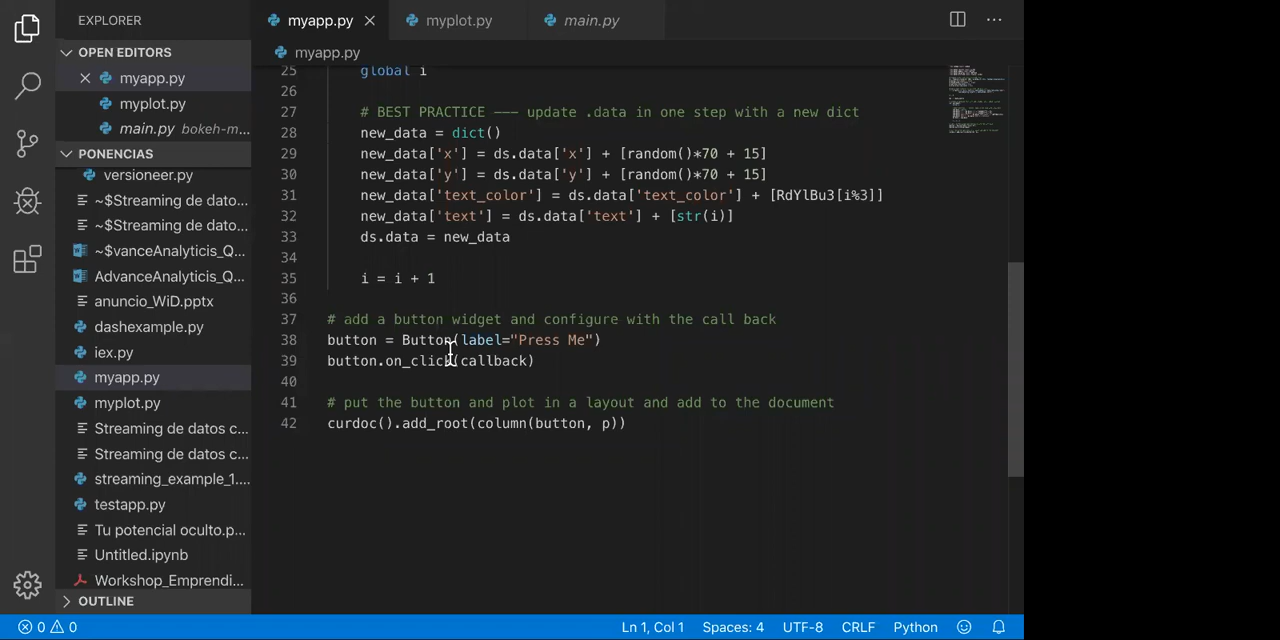 EXPLORER
myapp.py
myplot.py
main.py
OPEN EDITORS
myapp.py
myplot.py
main.py bokeh-m...
PONENCIAS
versioneer.py
~$Streaming de dato...
~$Streaming de dato...
~$vanceAnalyticis_Q...
AdvanceAnalyticis_Q...
anuncio_WiD.pptx
dashexample.py
iex.py
myapp.py
myplot.py
Streaming de datos c...
Streaming de datos c...
streaming_example_1....
testapp.py
Tu potencial oculto.p...
Untitled.ipynb
Workshop_Emprendi...
OUTLINE
myapp.py
25 global i
26
27 # BEST PRACTICE --- update .data in one step with a new dict
28 new_data = dict()
29 new_data['x'] = ds.data['x'] + [random()*70 + 15]
30 new_data['y'] = ds.data['y'] + [random()*70 + 15]
31 new_data['text_color'] = ds.data['text_color'] + [RdYlBu3[i%3]]
32 new_data['text'] = ds.data['text'] + [str(i)]
33 ds.data = new_data
34
35 i = i + 1
36
37 # add a button widget and configure with the call back
38 button = Button(label="Press Me")
39 button.on_click(callback)
40
41 # put the button and plot in a layout and add to the document
42 curdoc().add_root(column(button, p))
0 0 Ln 1, Col 1 Spaces: 4 UTF-8 CRLF Python